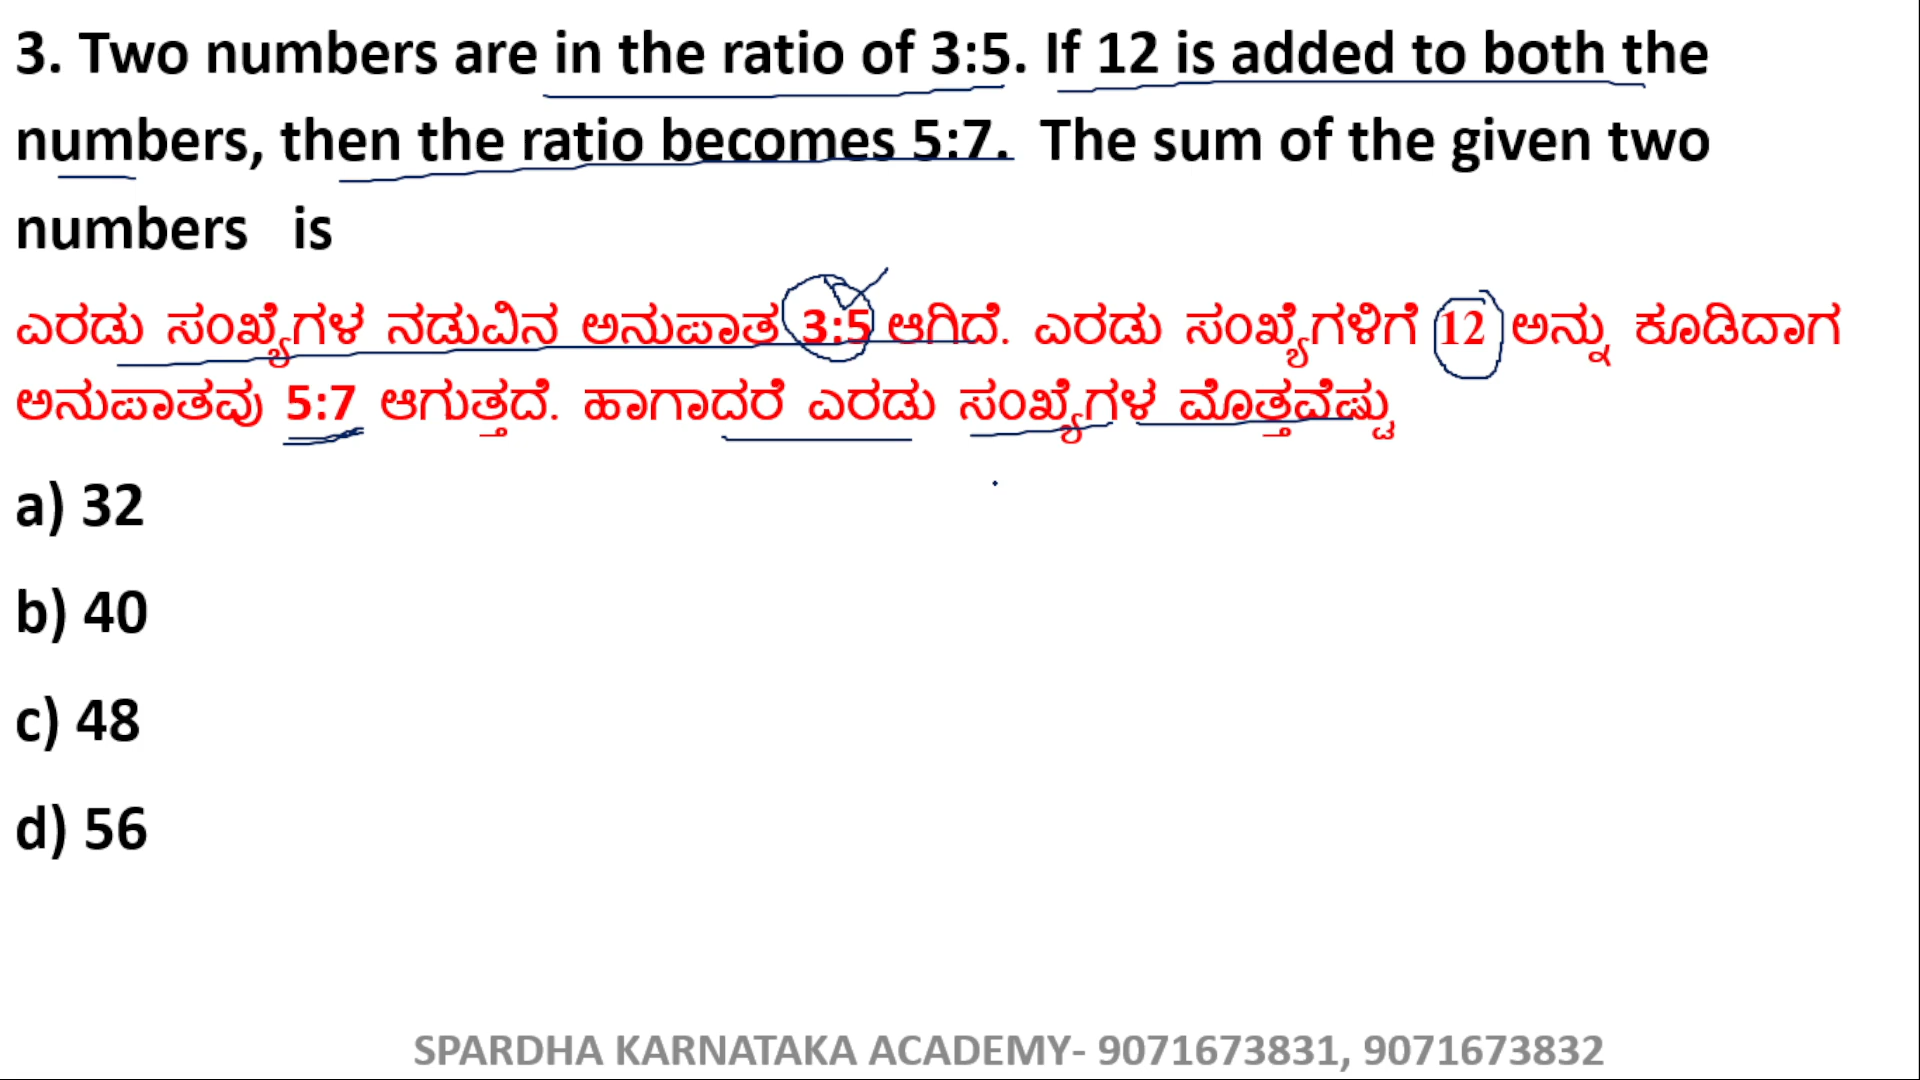 3. Two numbers are in the ratio of 3:5. If 12 is added to both the
numbers, then the ratio becomes 5:7. The sum of the given two
numbers is
ಎರಡು ಸಂಖ್ಯೆಗಳ ನಡುವಿನ ಅನುಪಾತ 3:5 ಆಗಿದೆ. ಎರಡು ಸಂಖ್ಯೆಗಳಿಗೆ 12 ಅನ್ನು ಕೂಡಿದಾಗ
ಅನುಪಾತವು 5:7 ಆಗುತ್ತದೆ. ಹಾಗಾದರೆ ಎರಡು ಸಂಖ್ಯೆಗಳ ಮೊತ್ತವೆಷ್ಟು
a) 32
b) 40
c) 48
d) 56
SPARDHA KARNATAKA ACADEMY- 9071673831, 9071673832